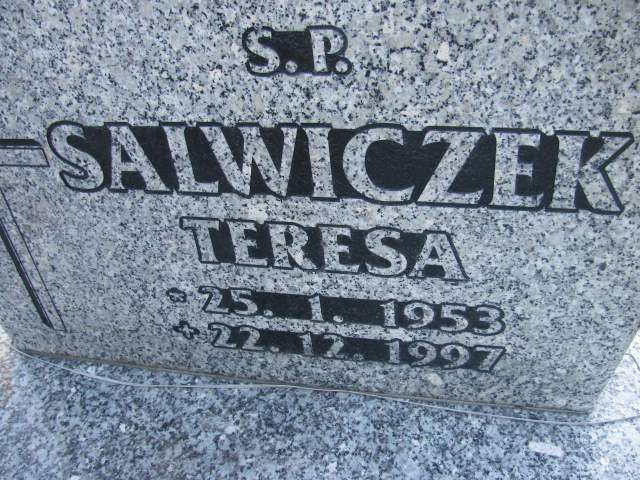 S.P.
SALWICZEK
TERESA
* 25. 1. 1953
+ 22. 12. 1997